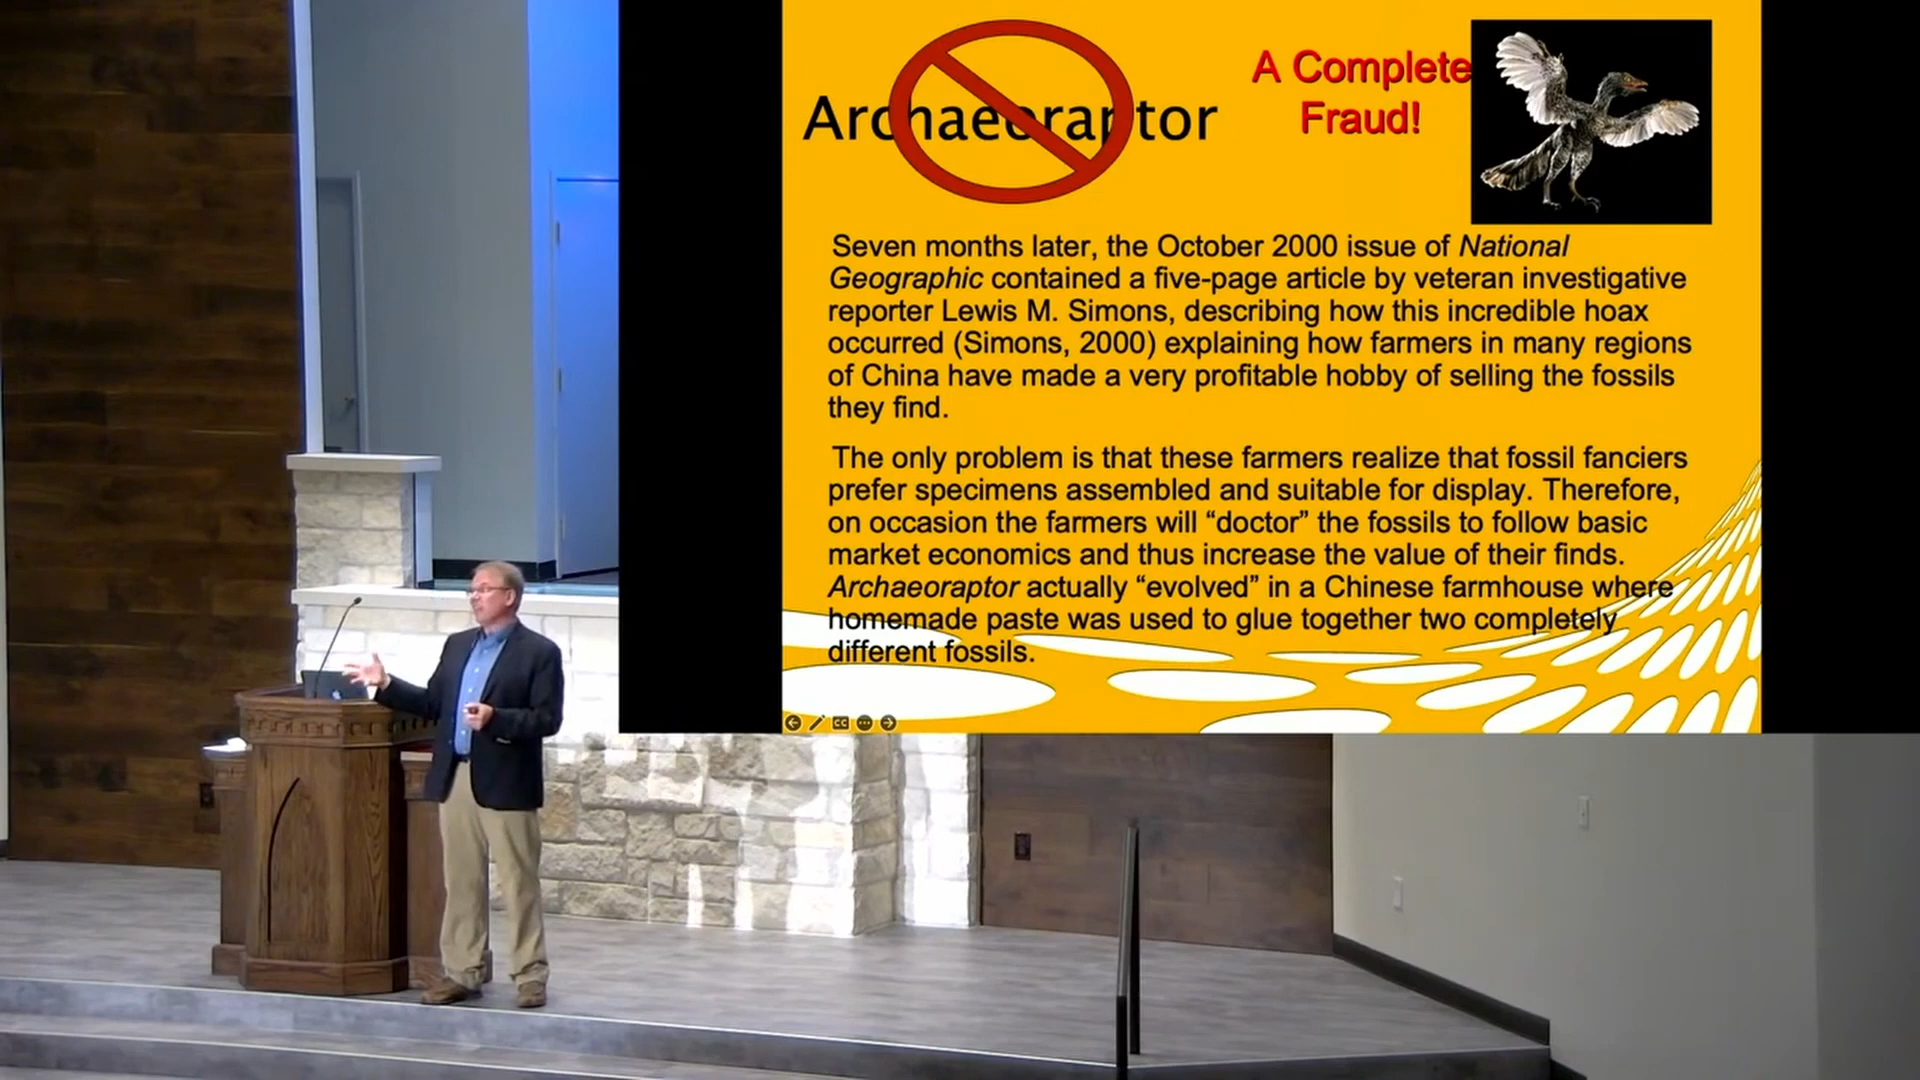 Archaeoraptor
A Complete
Fraud!
Seven months later, the October 2000 issue of National
Geographic contained a five-page article by veteran investigative
reporter Lewis M. Simons, describing how this incredible hoax
occurred (Simons, 2000) explaining how farmers in many regions
of China have made a very profitable hobby of selling the fossils
they find.
The only problem is that these farmers realize that fossil fanciers
prefer specimens assembled and suitable for display. Therefore,
on occasion the farmers will “doctor” the fossils to follow basic
market economics and thus increase the value of their finds.
Archaeoraptor actually “evolved” in a Chinese farmhouse where
homemade paste was used to glue together two completely
different fossils.
CC